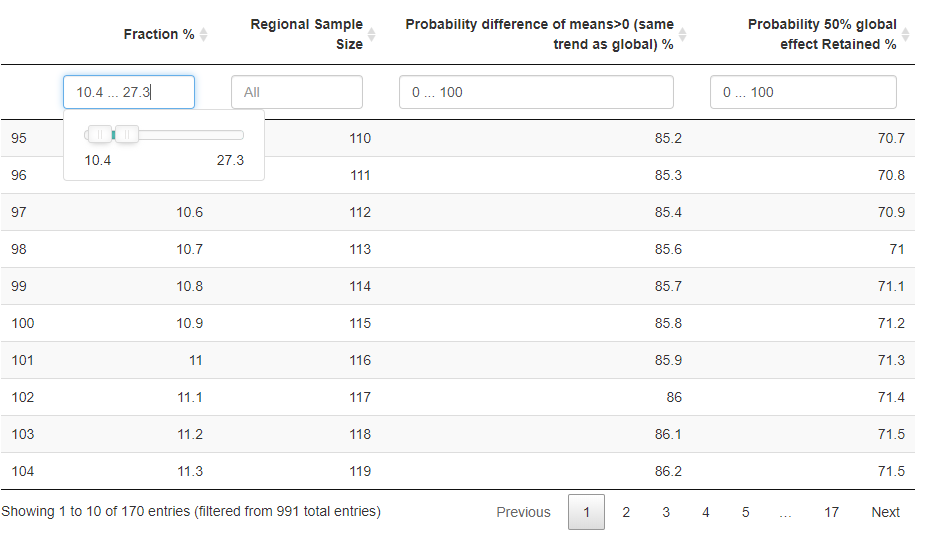 Fraction % Regional Sample Size Probability difference of means>0 (same trend as global) % Probability 50% global effect Retained %
10.4 ... 27.3 All 0 ... 100 0 ... 100
10.4 27.3
95 110 85.2 70.7
96 111 85.3 70.8
97 10.6 112 85.4 70.9
98 10.7 113 85.6 71
99 10.8 114 85.7 71.1
100 10.9 115 85.8 71.2
101 11 116 85.9 71.3
102 11.1 117 86 71.4
103 11.2 118 86.1 71.5
104 11.3 119 86.2 71.5
Showing 1 to 10 of 170 entries (filtered from 991 total entries) Previous 1 2 3 4 5 ... 17 Next